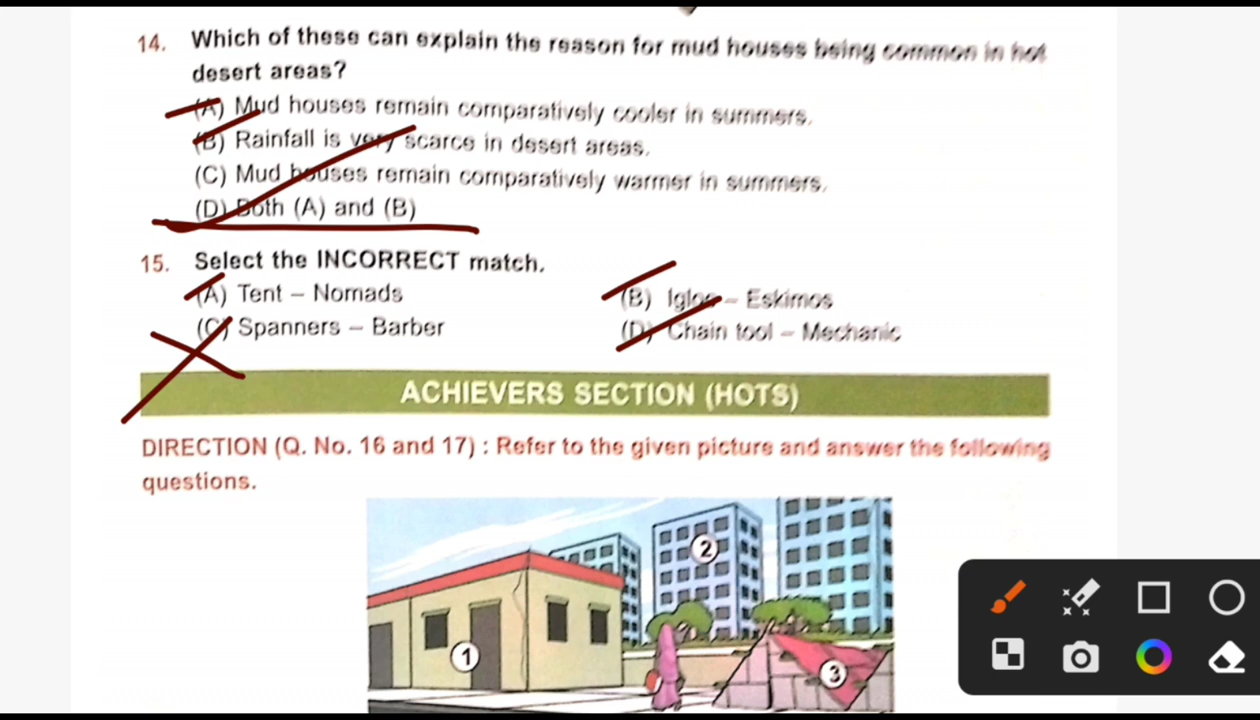 14. Which of these can explain the reason for mud houses being common in hot
desert areas?
(A) Mud houses remain comparatively cooler in summers.
(B) Rainfall is very scarce in desert areas.
(C) Mud houses remain comparatively warmer in summers.
(D) Both (A) and (B)
15. Select the INCORRECT match.
(A) Tent – Nomads (B) Igloo – Eskimos
(C) Spanners – Barber (D) Chain tool – Mechanic
ACHIEVERS SECTION (HOTS)
DIRECTION (Q. No. 16 and 17) : Refer to the given picture and answer the following
questions.
2
1
3